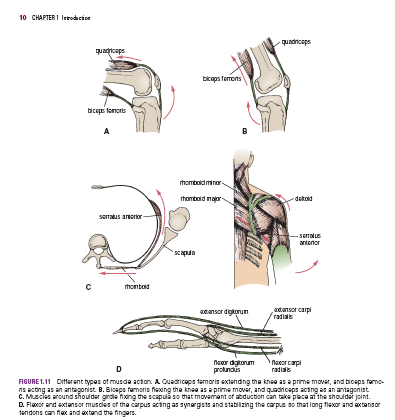 10 CHAPTER 1 Introduction
quadriceps
biceps femoris
A
quadriceps
biceps femoris
B
serratus anterior
scapula
rhomboid
C
rhomboid minor
rhomboid major
deltoid
serratus
anterior
extensor digitorum
extensor carpi
radialis
flexor digitorum
profundus
flexor carpi
radialis
D
FIGURE 1.11 Different types of muscle action. A. Quadriceps femoris extending the knee as a prime mover, and biceps femo-
ris acting as an antagonist. B. Biceps femoris flexing the knee as a prime mover, and quadriceps acting as an antagonist.
C. Muscles around shoulder girdle fixing the scapula so that movement of abduction can take place at the shoulder joint.
D. Flexor and extensor muscles of the carpus acting as synergists and stabilizing the carpus so that long flexor and extensor
tendons can flex and extend the fingers.